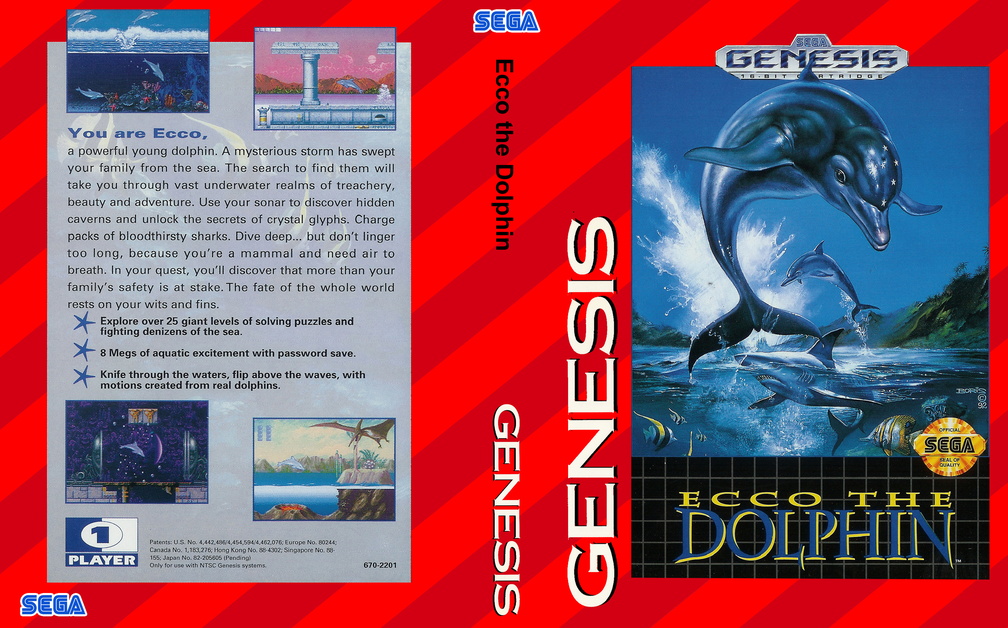 You are Ecco,
a powerful young dolphin. A mysterious storm has swept
your family from the sea. The search to find them will
take you through vast underwater realms of treachery,
beauty and adventure. Use your sonar to discover hidden
caverns and unlock the secrets of crystal glyphs. Charge
packs of bloodthirsty sharks. Dive deep... but don't linger
too long, because you're a mammal and need air to
breath. In your quest, you'll discover that more than your
family's safety is at stake. The fate of the whole world
rests on your wits and fins.
Explore over 25 giant levels of solving puzzles and
fighting denizens of the sea.
8 Megs of aquatic excitement with password save.
Knife through the waters, flip above the waves, with
motions created from real dolphins.
1
PLAYER
Patents: U.S. No. 4,442,486/4,454,594/4,462,076; Europe No. 80244;
Canada No. 1,183,276; Hong Kong No. 88-4302; Singapore No. 88-
155; Japan No. 82-205605 (Pending)
Only for use with NTSC Genesis systems.
670-2201
SEGA
SEGA
Ecco the Dolphin
GENESIS
GENESIS
SEGA
GENESIS
16-BIT CARTRIDGE
BORIS
OFFICIAL
SEGA
SEAL OF
QUALITY
ECCO THE
DOLPHIN
™